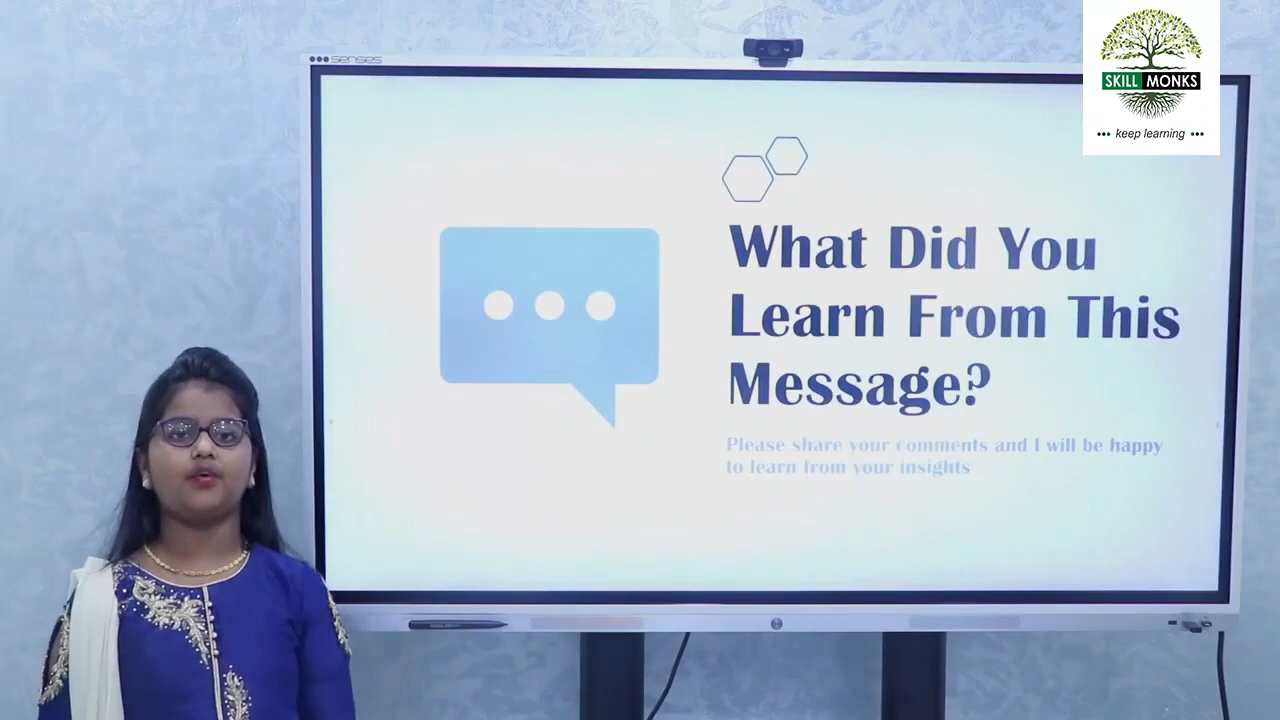 senses
SKILL MONKS
keep learning
What Did You
Learn From This
Message?
Please share your comments and I will be happy
to learn from your insights